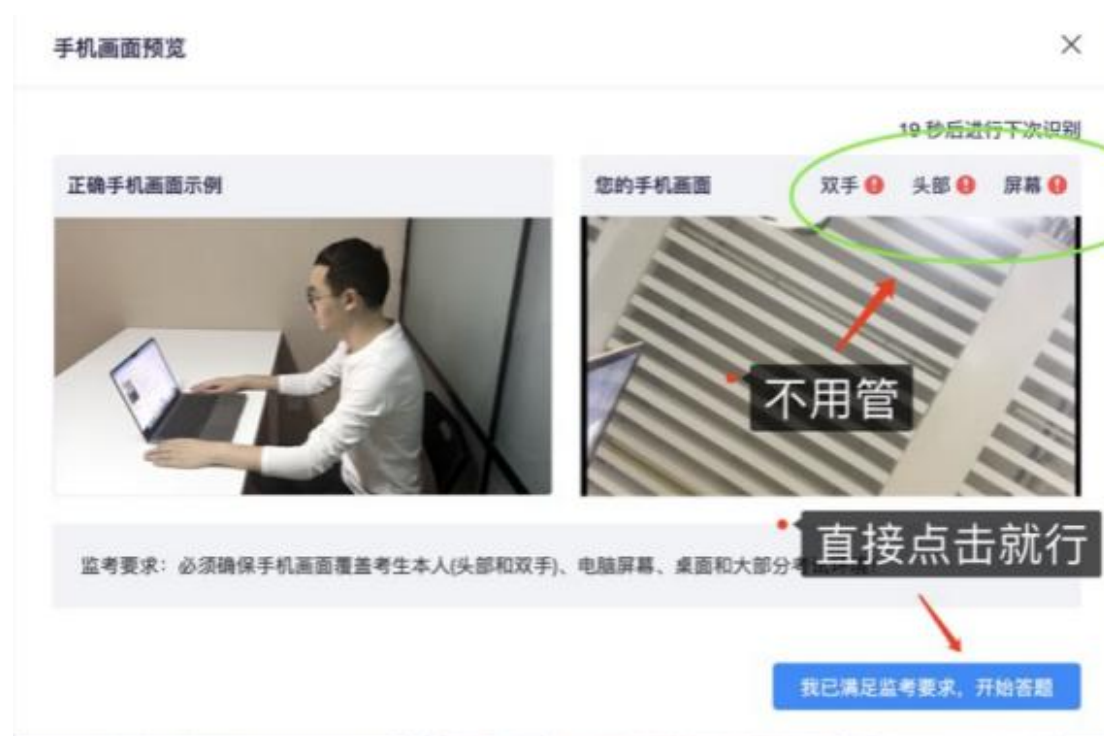 手机画面预览
19 秒后进行下次识别
正确手机画面示例
您的手机画面 双手 头部 屏幕
不用管
直接点击就行
监考要求：必须确保手机画面覆盖考生本人(头部和双手)、电脑屏幕、桌面和大部分考
我已满足监考要求，开始答题